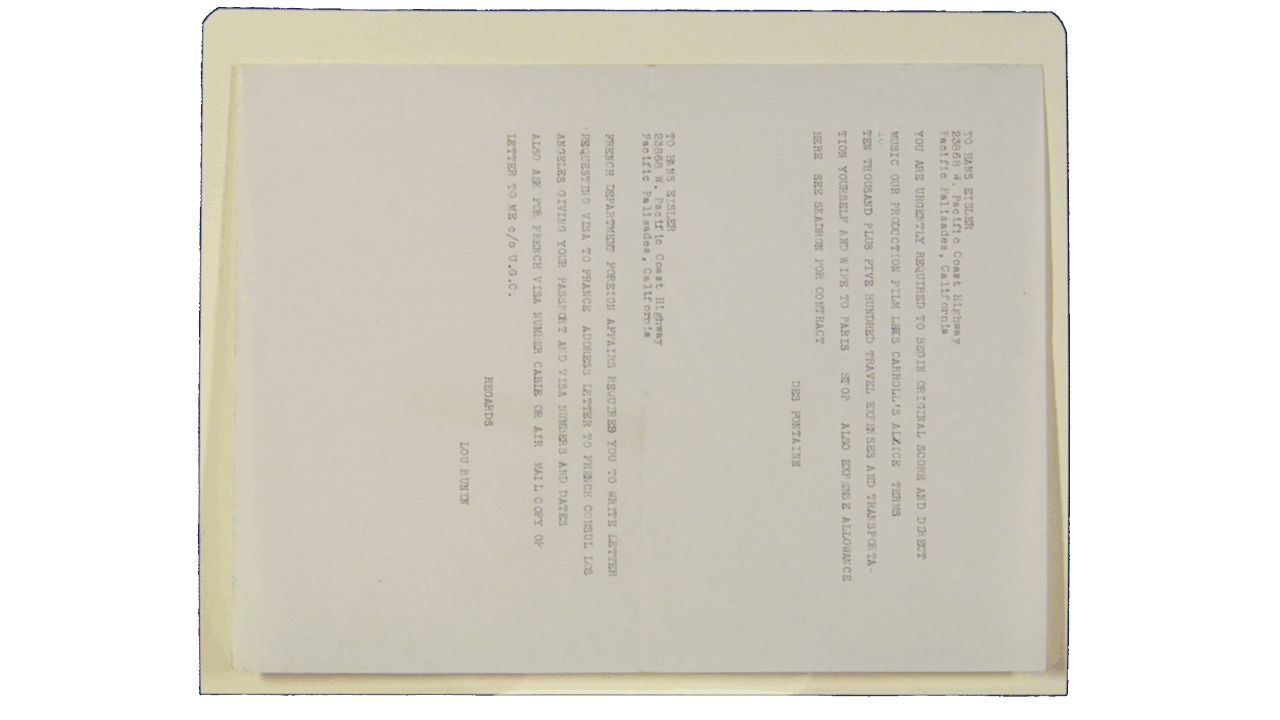 TO HANS EISLER
23868 W. Pacific Coast Highway
Pacific Palisades, California
YOU ARE URGENTLY REQUIRED TO BEGIN ORIGINAL SCORE AND DIRECT
MUSIC OUR PRODUCTION FILM LEWS CARROLL'S ALXICE TERMS
TEN THOUSAND PLUS FIVE HUNDRED TRAVEL EXPENSES AND TRANSPORTA-
TION YOURSELF AND WIFE TO PARIS STOP ALSO EXPENSE ALLOWANCE
HERE SEE SKADRON FOR CONTRACT
DES FONTAINE
TO HANS EISLER
23868 W. Pacific Coast Highway
Pacific Palisades, California
FRENCH DEPARTMENT FOREIGN AFFAIRS REQUIRED YOU TO WRITE LETTER
REQUESTING VISA TO FRANCE ADDRESS LETTER TO FRENCH CONSUL LOS
ANGELES GIVING YOUR PASSPORT AND VISA NUMBERS AND DATES
ALSO ASK FOR FRENCH VISA NUMBER CABLE OR AIR MAIL COPY OF
LETTER TO ME c/o U.G.C.
REGARDS
LOU BUNIN